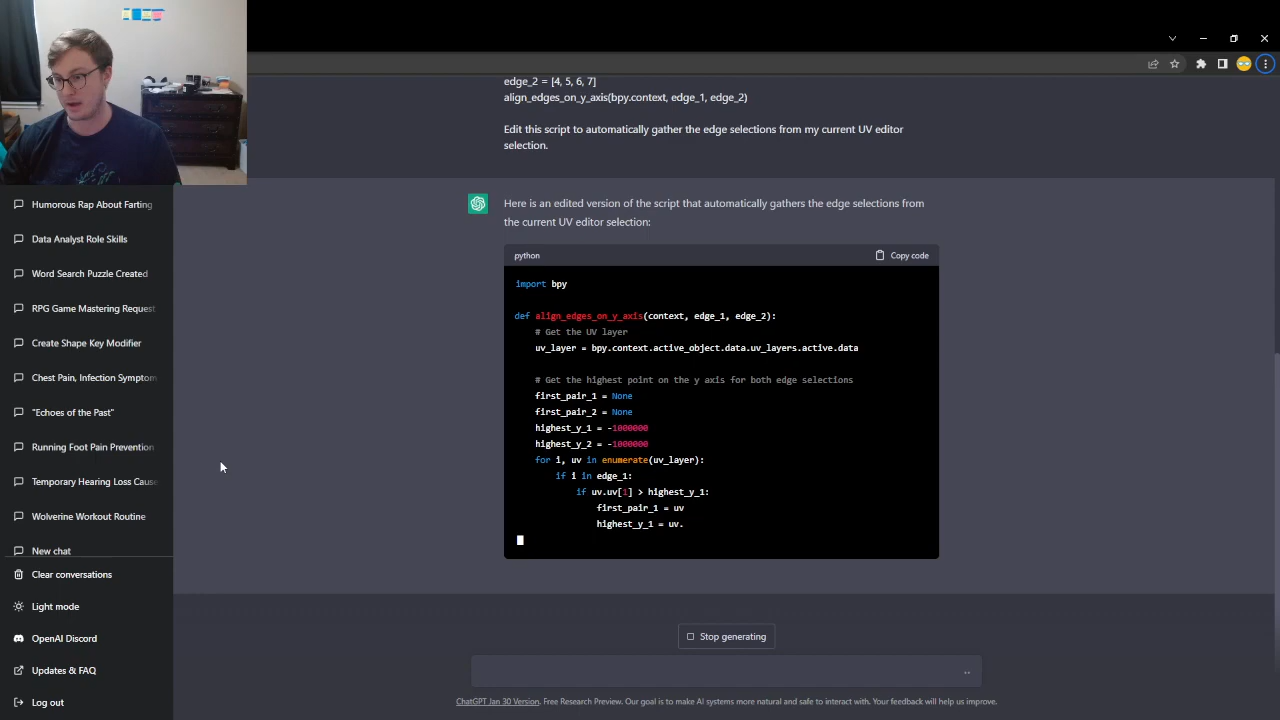 edge_2 = [4, 5, 6, 7]
align_edges_on_y_axis(bpy.context, edge_1, edge_2)
Edit this script to automatically gather the edge selections from my current UV editor
selection.
Here is an edited version of the script that automatically gathers the edge selections from
the current UV editor selection:
python
Copy code
import bpy
def align_edges_on_y_axis(context, edge_1, edge_2):
# Get the UV layer
uv_layer = bpy.context.active_object.data.uv_layers.active.data
# Get the highest point on the y axis for both edge selections
first_pair_1 = None
first_pair_2 = None
highest_y_1 = -1000000
highest_y_2 = -1000000
for i, uv in enumerate(uv_layer):
if i in edge_1:
if uv.uv[1] > highest_y_1:
first_pair_1 = uv
highest_y_1 = uv.
Humorous Rap About Farting
Data Analyst Role Skills
Word Search Puzzle Created
RPG Game Mastering Request
Create Shape Key Modifier
Chest Pain, Infection Symptom
"Echoes of the Past"
Running Foot Pain Prevention
Temporary Hearing Loss Cause
Wolverine Workout Routine
New chat
Clear conversations
Light mode
OpenAI Discord
Updates & FAQ
Log out
Stop generating
ChatGPT Jan 30 Version. Free Research Preview. Our goal is to make AI systems more natural and safe to interact with. Your feedback will help us improve.